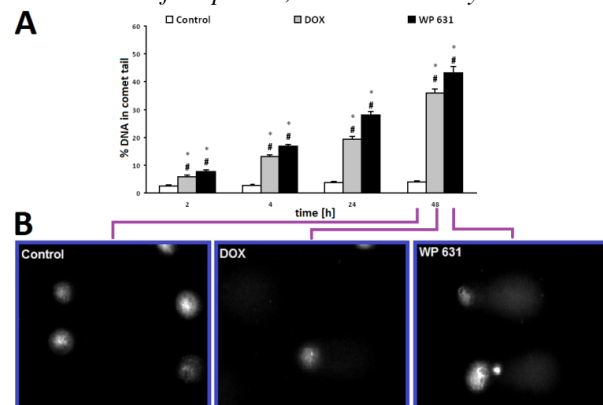 A
Control DOX WP 631
% DNA in comet tail
60
50
40
30
20
10
0
* # * #
* # * #
* # * #
* # * #
2 4 24 48
time [h]
B
Control DOX WP 631